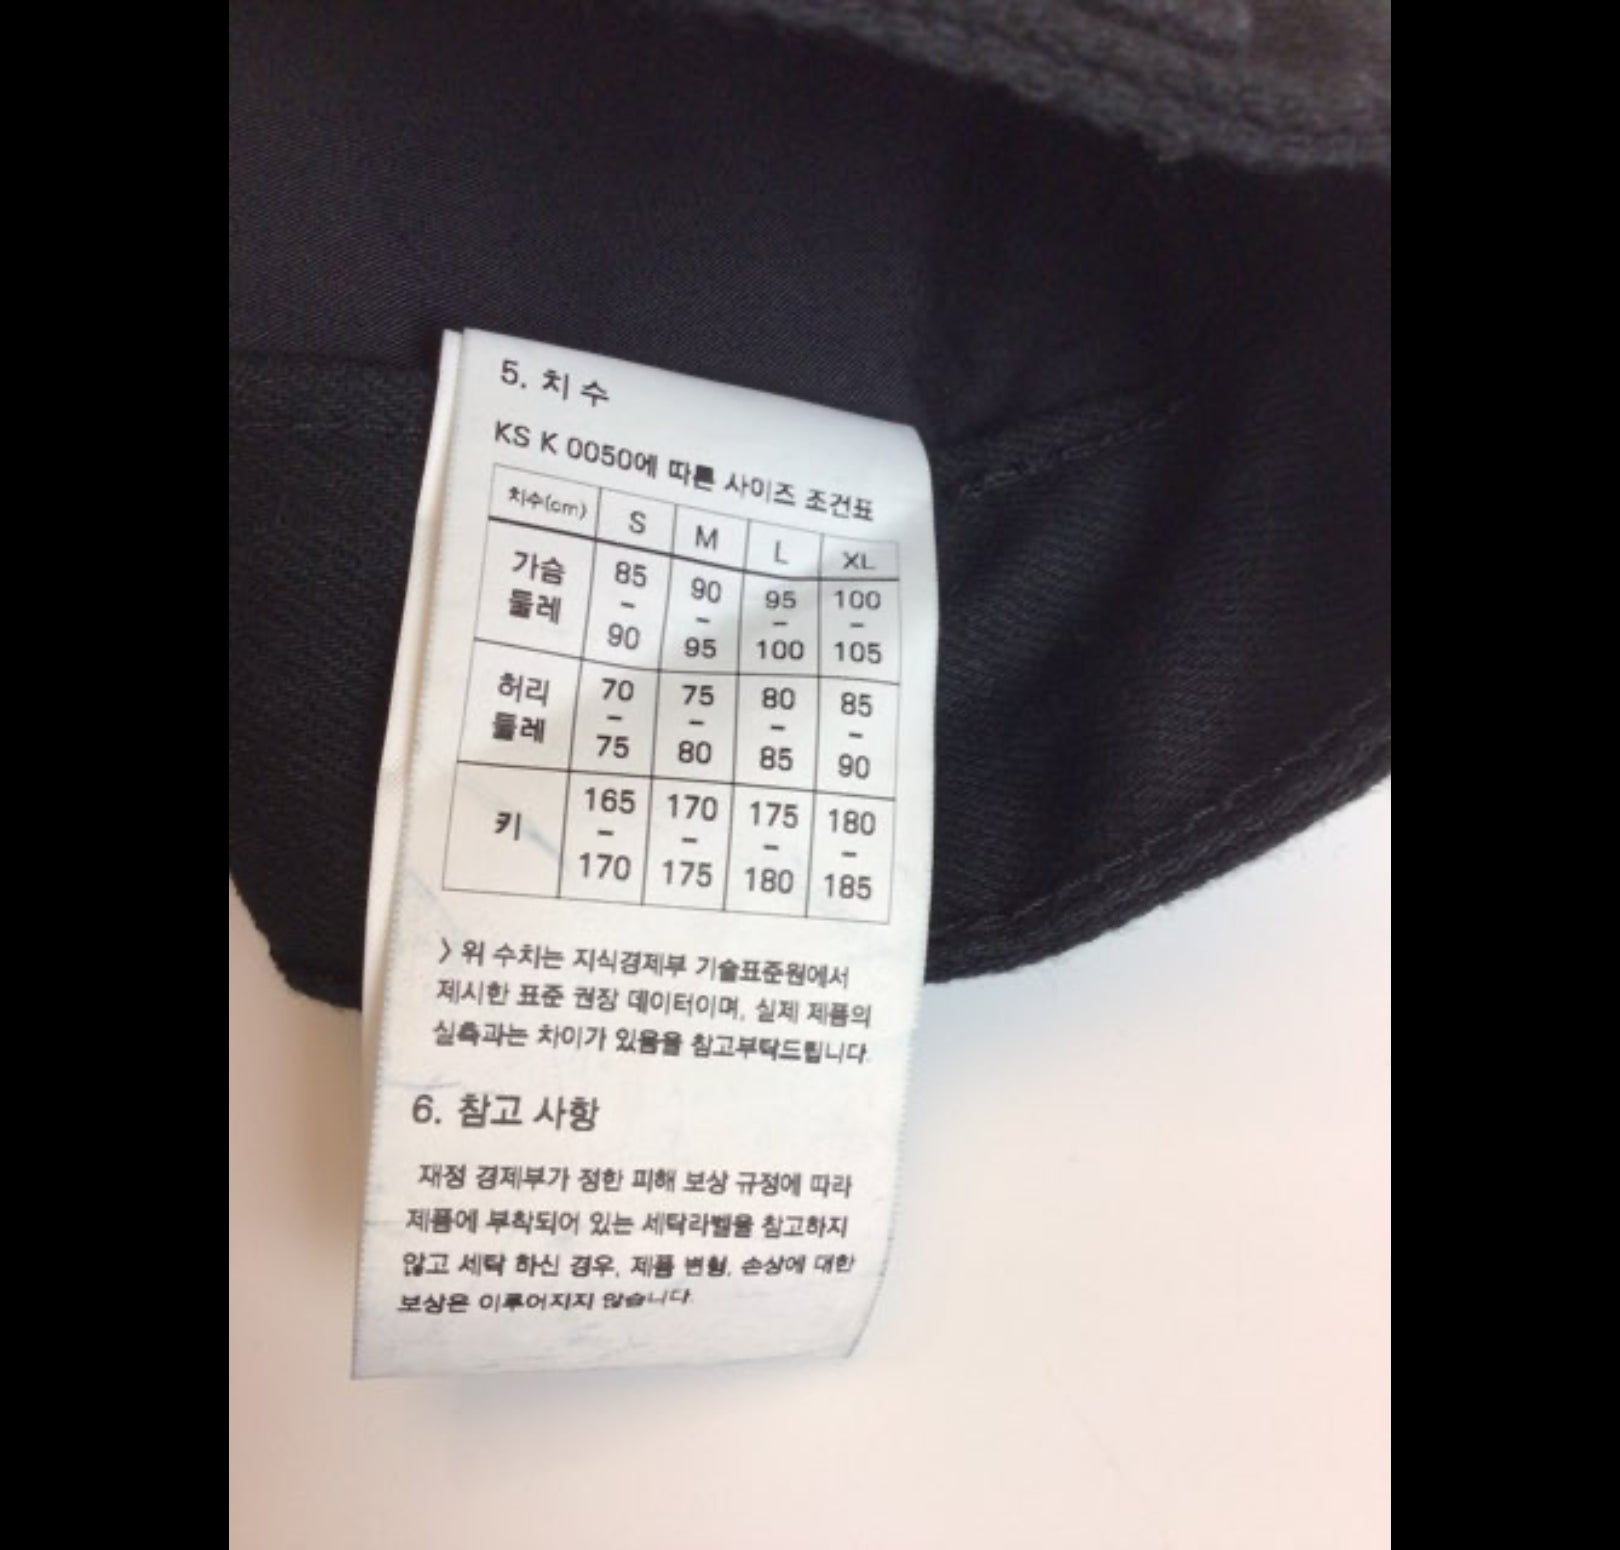 5. 치 수
KS K 0050에 따른 사이즈 조건표
치수(cm) S M L XL
가슴 85 90 95 100
둘레 - - - -
90 95 100 105
허리 70 75 80 85
둘레 - - - -
75 80 85 90
165 170 175 180
키 - - - -
170 175 180 185
> 위 수치는 지식경제부 기술표준원에서
제시한 표준 권장 데이터이며, 실제 제품의
실측과는 차이가 있음을 참고부탁드립니다.
6. 참고 사항
재정 경제부가 정한 피해 보상 규정에 따라
제품에 부착되어 있는 세탁라벨을 참고하지
않고 세탁 하신 경우, 제품 변형, 손상에 대한
보상은 이루어지지 않습니다.